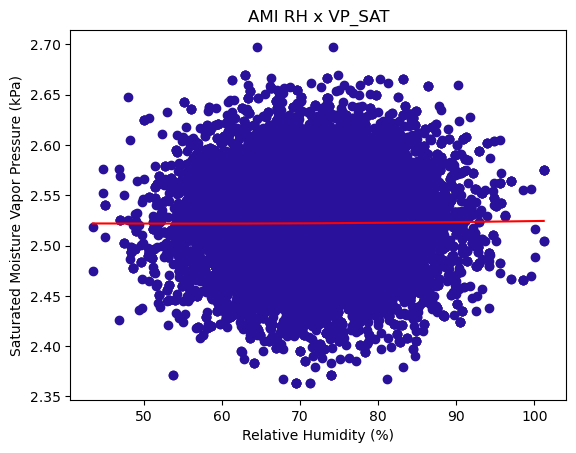 AMI RH x VP_SAT
Saturated Moisture Vapor Pressure (kPa)
2.70
2.65
2.60
2.55
2.50
2.45
2.40
2.35
50 60 70 80 90 100
Relative Humidity (%)